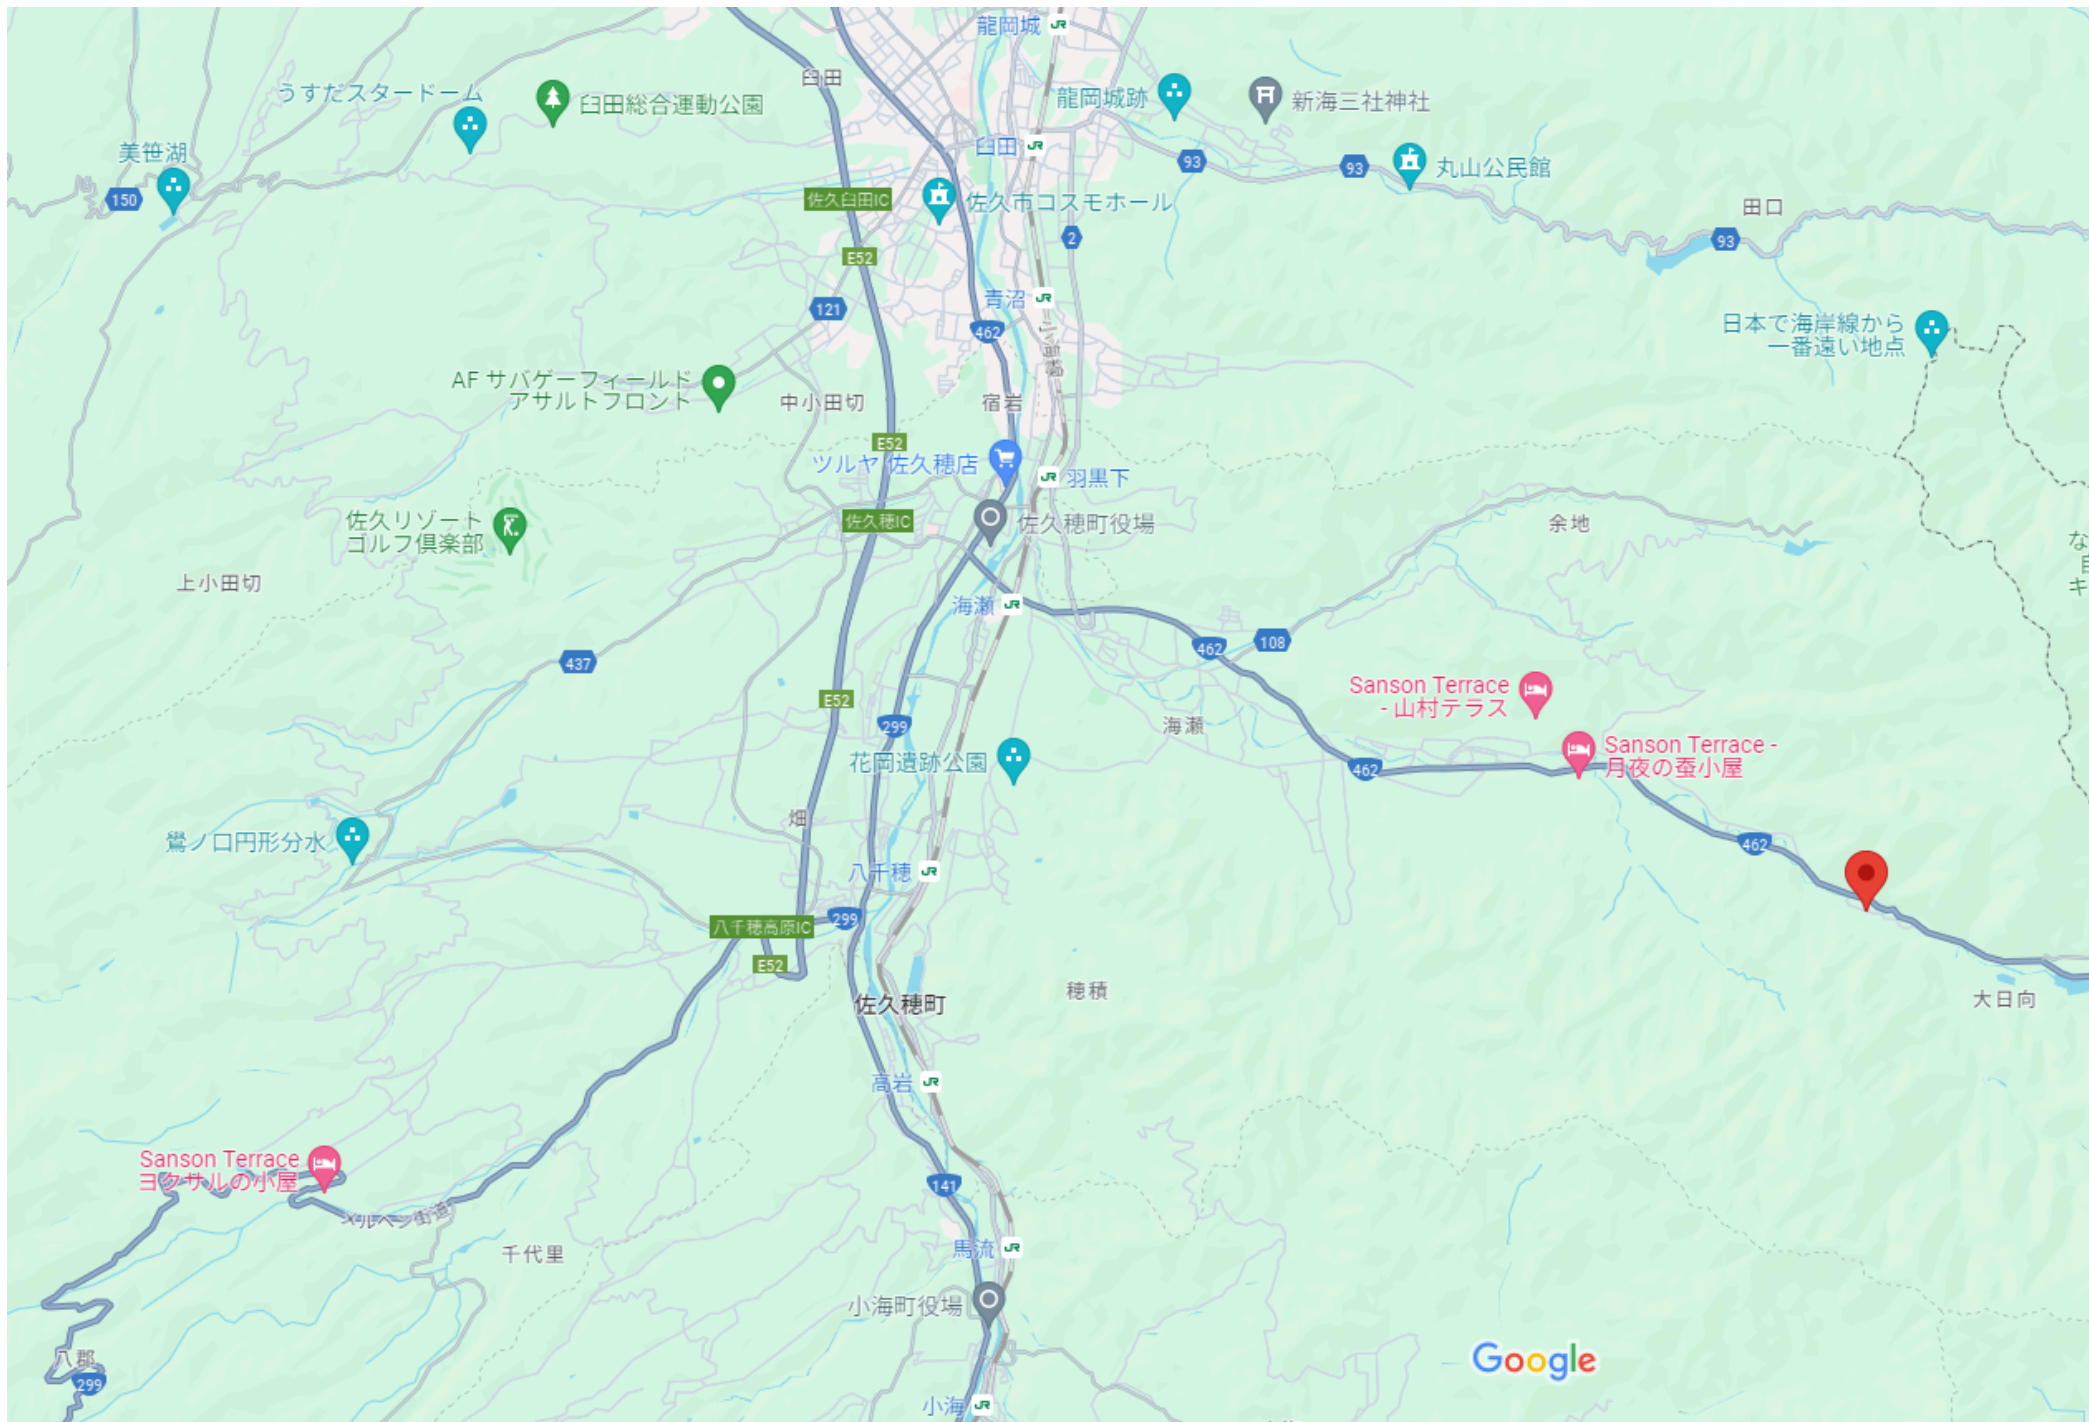 龍岡城
臼田
うすだスタードーム
臼田総合運動公園
龍岡城跡
新海三社神社
美笹湖
臼田
93
93
丸山公民館
150
佐久臼田IC
佐久市コスモホール
田口
2
93
E52
青沼
121
462
小海線
日本で海岸線から
一番遠い地点
AF サバゲーフィールド
アサルトフロント
中小田切
宿岩
E52
ツルヤ 佐久穂店
羽黒下
佐久リゾート
ゴルフ倶楽部
佐久穂IC
佐久穂町役場
余地
な
キ
上小田切
海瀬
437
462
108
E52
Sanson Terrace
- 山村テラス
299
海瀬
花岡遺跡公園
462
Sanson Terrace -
月夜の蚕小屋
畑
鷽ノ口円形分水
462
八千穂
八千穂高原IC
299
E52
佐久穂町
穂積
大日向
高岩
Sanson Terrace
ヨクサルの小屋
141
メルヘン街道
千代里
馬流
小海町役場
八郡
299
Google
小海